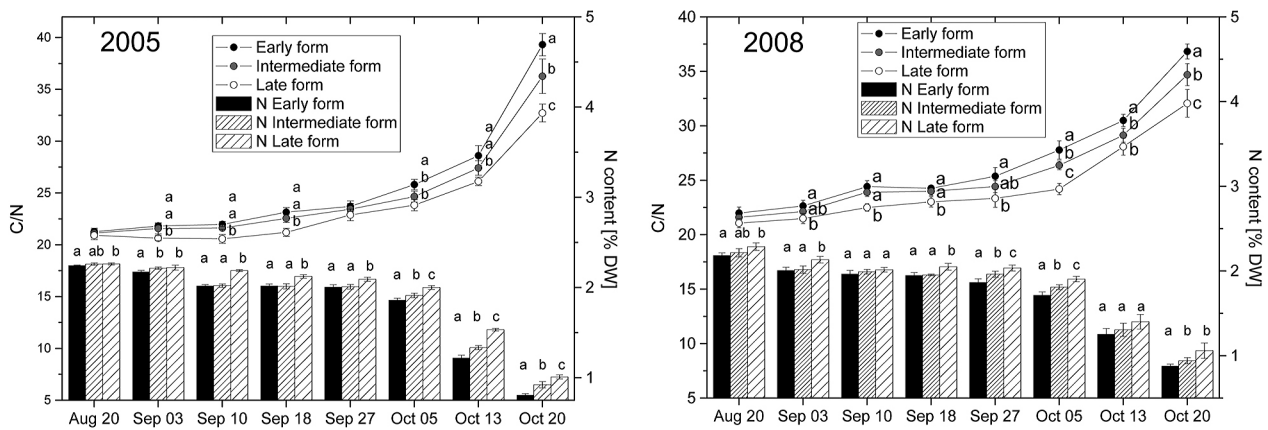 2005
Early form
Intermediate form
Late form
N Early form
N Intermediate form
N Late form
C/N
40
35
30
25
20
15
10
5
5
4
3
2
1
N content [% DW]
a
a
b
a
a
b
a
a
b
a
a
b
a
b
b
a
b
c
a ab b
a b b
a a b
a a b
a a b
a b c
a b c
a b c
Aug 20 Sep 03 Sep 10 Sep 18 Sep 27 Oct 05 Oct 13 Oct 20
2008
Early form
Intermediate form
Late form
N Early form
N Intermediate form
N Late form
C/N
40
35
30
25
20
15
10
5
5
4
3
2
1
N content [% DW]
a
ab
b
a
a
b
a
a
b
a
ab
b
a
b
c
a
b
b
a
b
c
a ab b
a a b
a a a
a a b
a b c
a b c
a a a
a b b
Aug 20 Sep 03 Sep 10 Sep 18 Sep 27 Oct 05 Oct 13 Oct 20